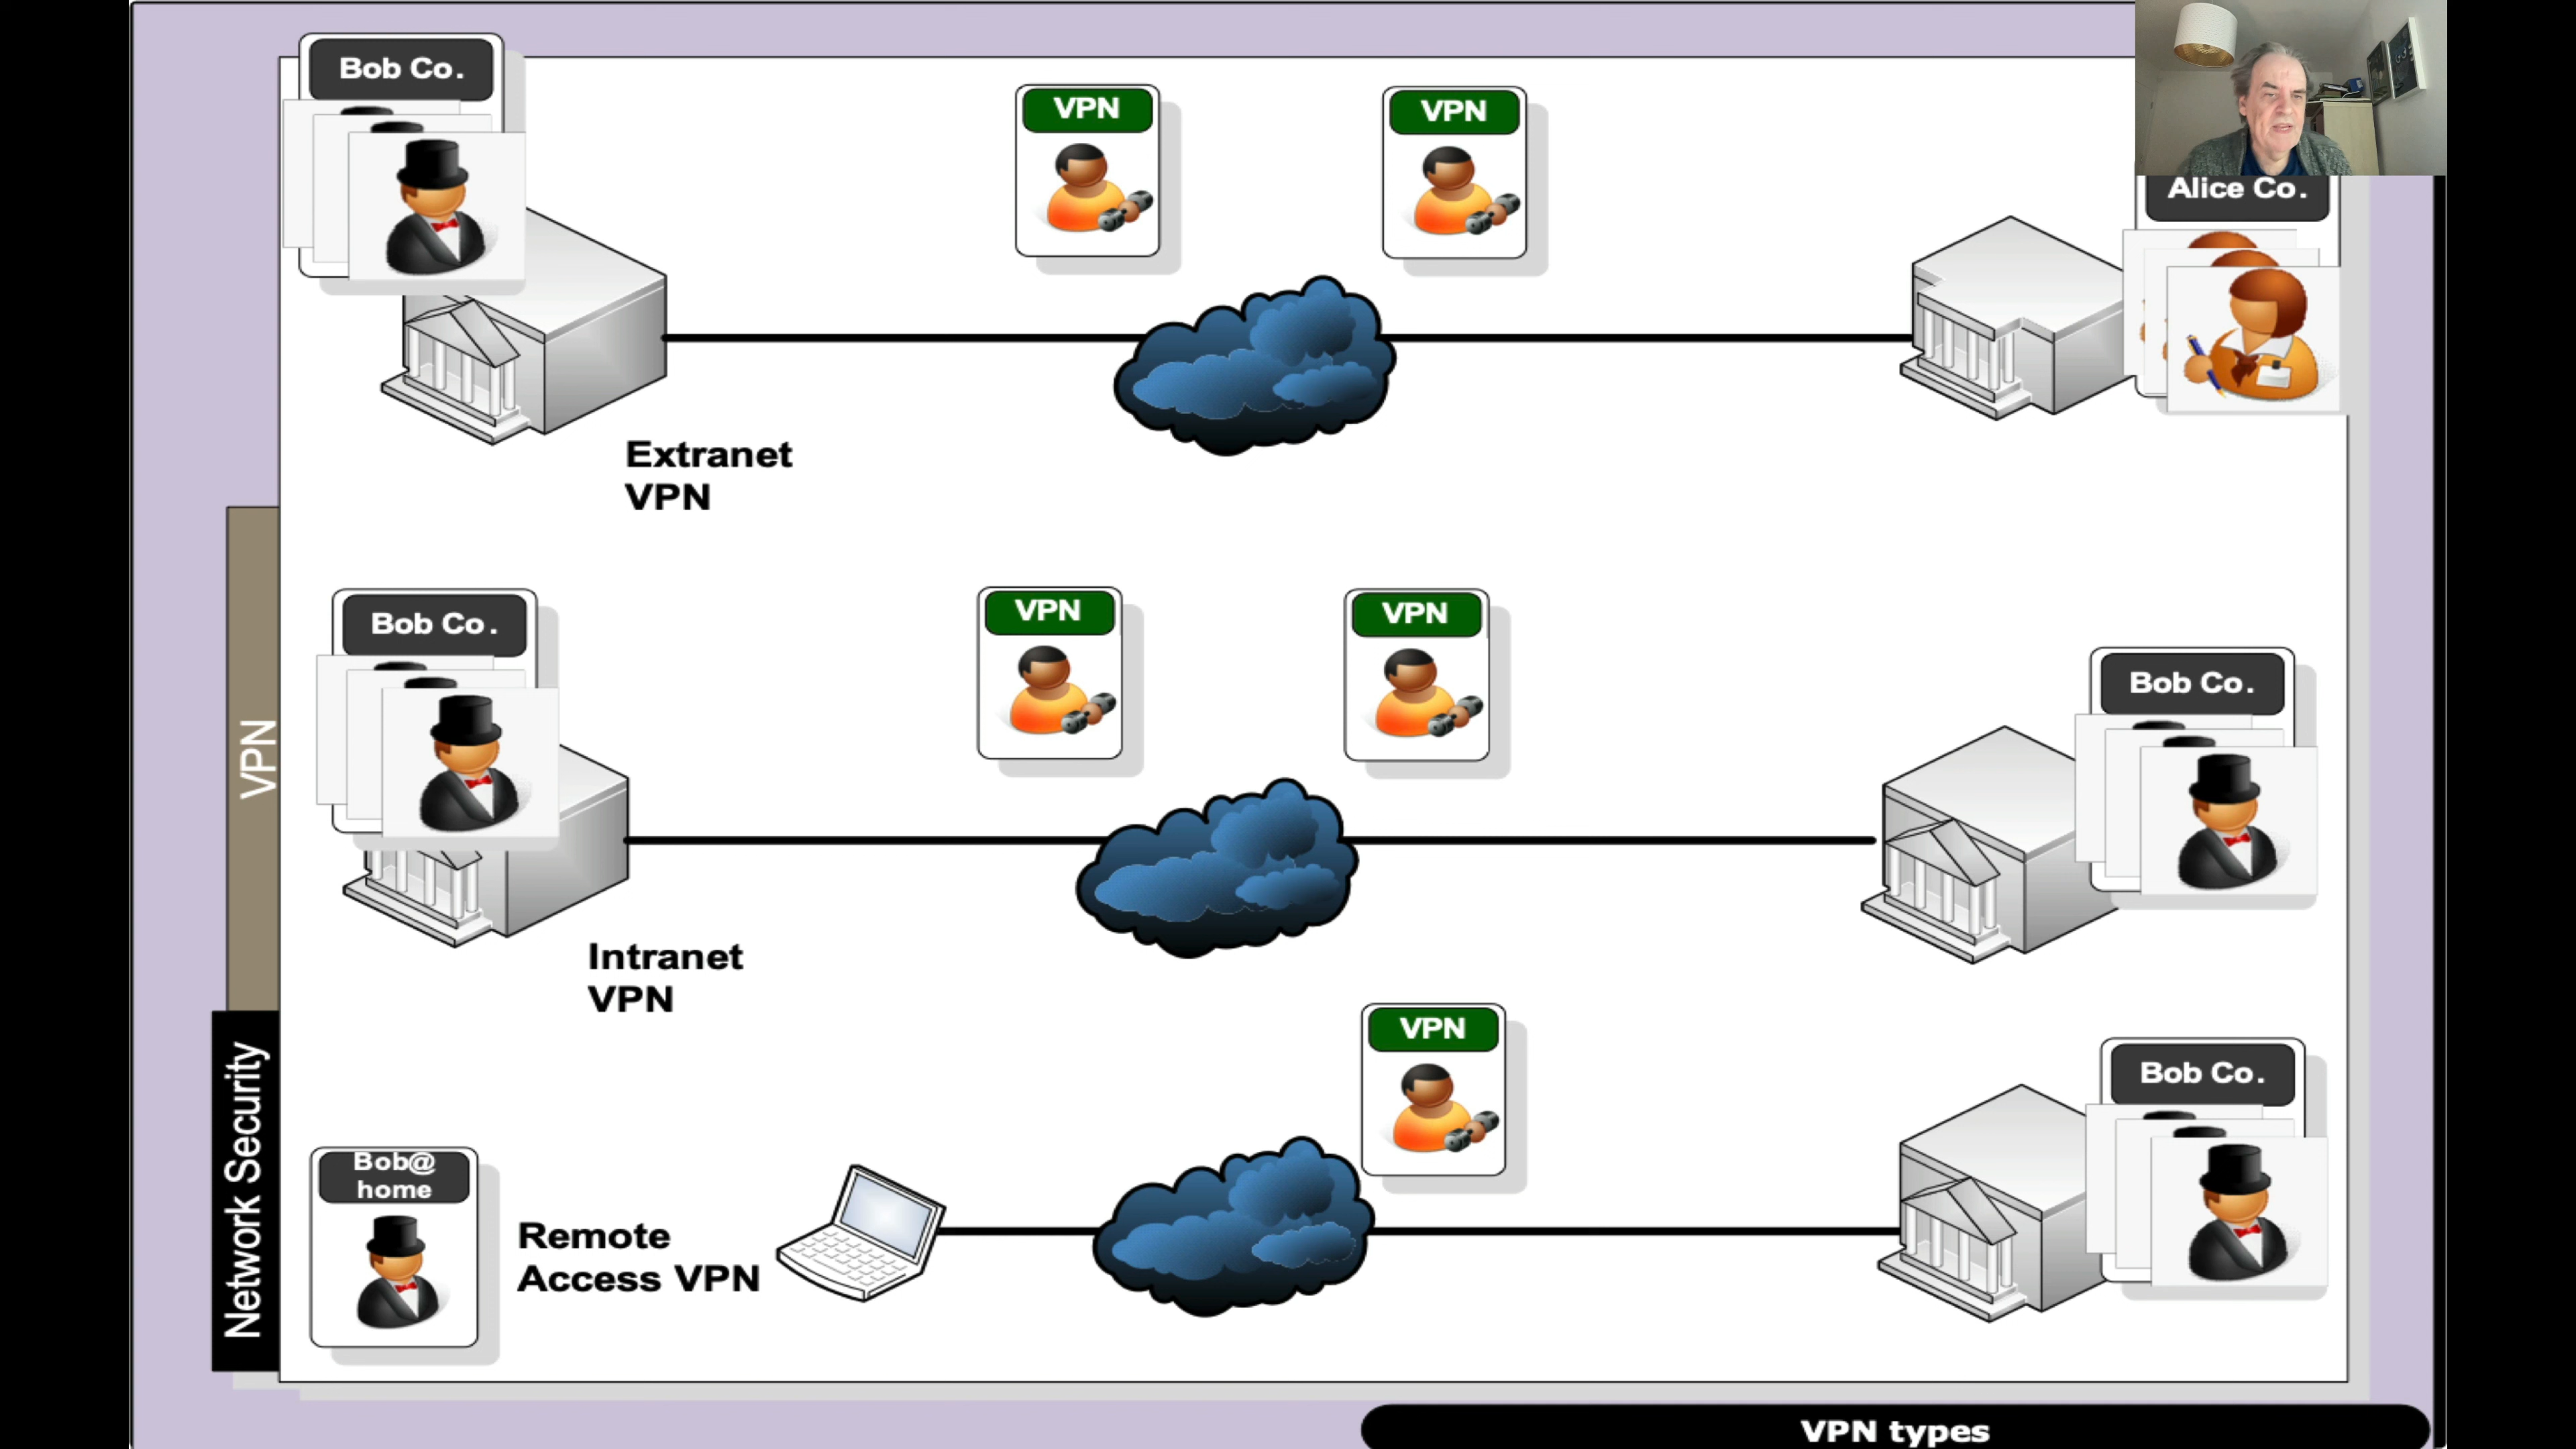 Bob Co.
VPN
VPN
Alice Co.
Extranet
VPN
Bob Co.
VPN
VPN
Bob Co.
Intranet
VPN
VPN
Bob Co.
Bob@
home
Remote
Access VPN
VPN
Network Security
VPN types